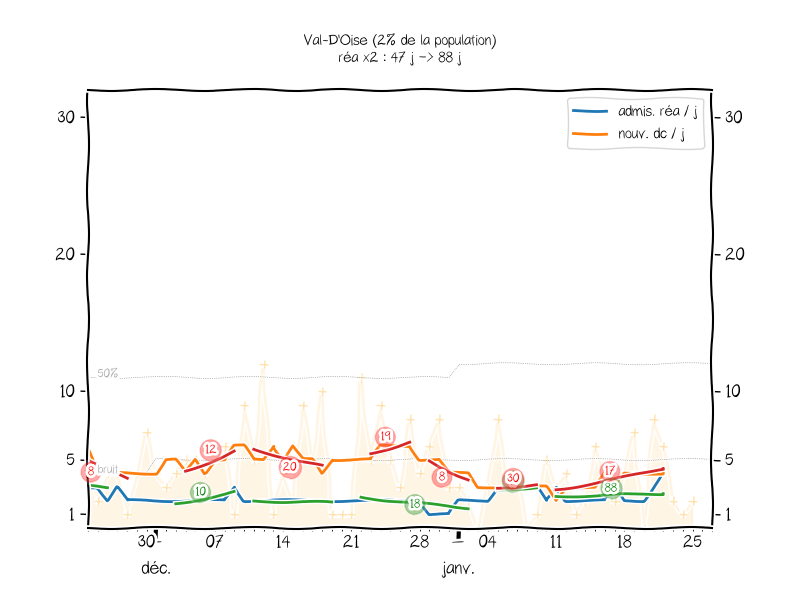 Val-D'Oise (2% de la population)
réa x2 : 47 j -> 88 j
admis. réa / j
nouv. dc / j
30 30
20 20
10 10
5 5
1 1
50%
bruit
8 12 10 20 19 18 8 30 17 88
30 07 14 21 28 04 11 18 25
déc. janv.